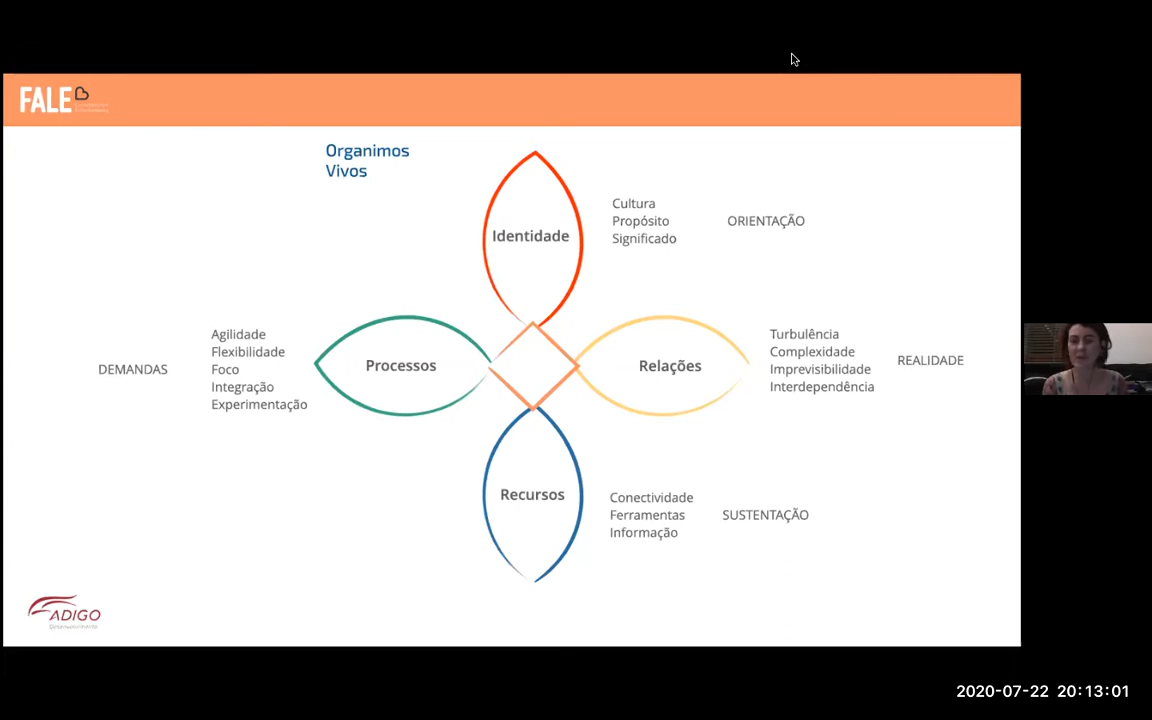 FALE
Organimos
Vivos
Identidade
Cultura
Propósito
Significado
ORIENTAÇÃO
DEMANDAS
Agilidade
Flexibilidade
Foco
Integração
Experimentação
Processos
Relações
Turbulência
Complexidade
Imprevisibilidade
Interdependência
REALIDADE
Recursos
Conectividade
Ferramentas
Informação
SUSTENTAÇÃO
ADIGO
Desenvolvimento
2020-07-22 20:13:01